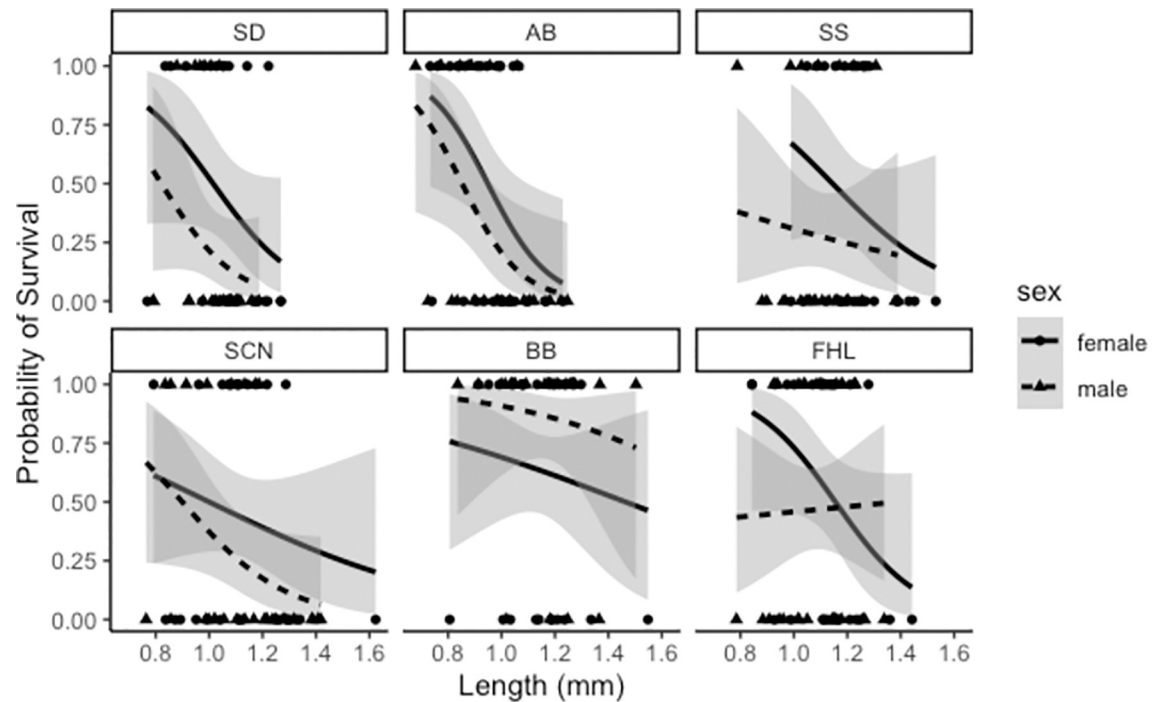 SD AB SS
1.00
0.75
0.50
0.25
0.00
SCN BB FHL
1.00
0.75
0.50
0.25
0.00
0.8 1.0 1.2 1.4 1.6 0.8 1.0 1.2 1.4 1.6 0.8 1.0 1.2 1.4 1.6
Length (mm)
Probability of Survival
sex
female
male